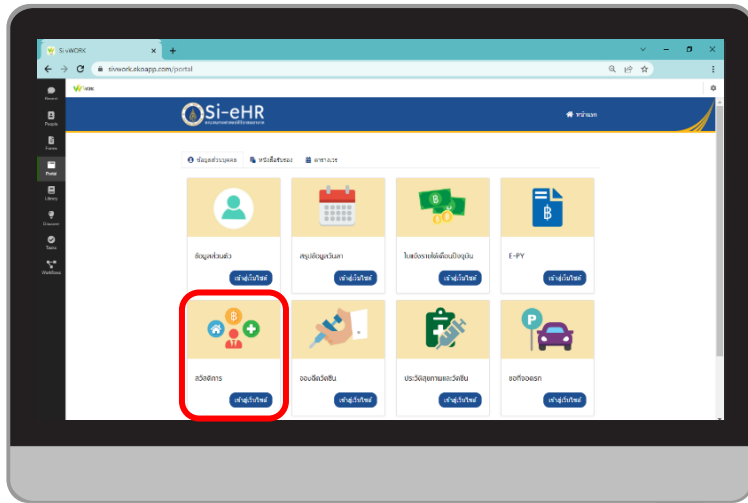 Si vWORK
sivwork.ekoapp.com/portal
People
Forms
Portal
Library
Discover
Tasks
Workflows
Si-eHR
หน้าแรก
ข้อมูลส่วนบุคคล หนังสือรับรอง ตารางเวร
ข้อมูลส่วนตัว สรุปข้อมูลวันลา ใบแจ้งรายได้เดือนปัจจุบัน E-PY
เข้าสู่เว็บไซต์ เข้าสู่เว็บไซต์ เข้าสู่เว็บไซต์ เข้าสู่เว็บไซต์
สวัสดิการ จองฉีดวัคซีน ประวัติสุขภาพและวัคซีน ขอที่จอดรถ
เข้าสู่เว็บไซต์ เข้าสู่เว็บไซต์ เข้าสู่เว็บไซต์ เข้าสู่เว็บไซต์